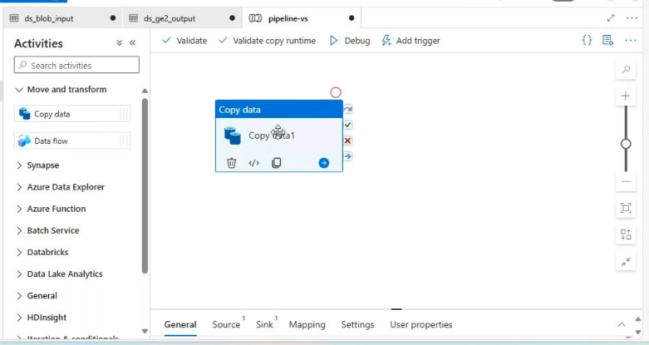 ds_blob_input
ds_ge2_output
pipeline-vs
Activities
Validate
Validate copy runtime
Debug
Add trigger
Search activities
Move and transform
Copy data
Data flow
Synapse
Azure Data Explorer
Azure Function
Batch Service
Databricks
Data Lake Analytics
General
HDInsight
Iteration & conditionals
Copy data
Copy data1
General
Source 1
Sink 1
Mapping
Settings
User properties